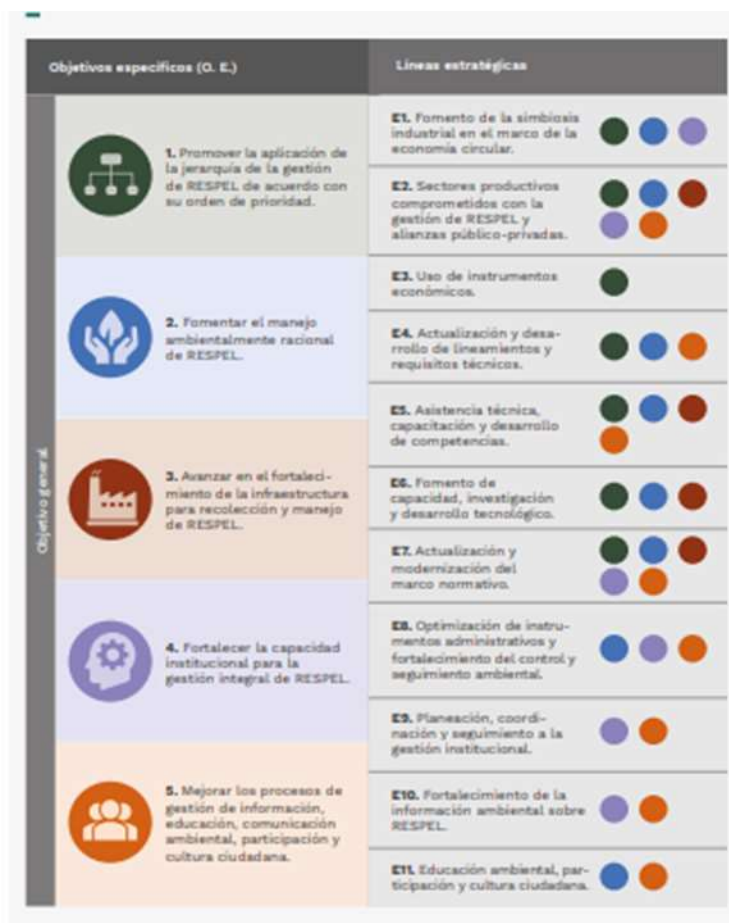 Objetivos específicos (O. E.)
Líneas estratégicas
Objetivo general
1. Promover la aplicación de
la jerarquía de la gestión
de RESPEL de acuerdo con
su orden de prioridad.
2. Fomentar el manejo
ambientalmente racional
de RESPEL.
3. Avanzar en el fortaleci-
miento de la infraestructura
para recolección y manejo
de RESPEL.
4. Fortalecer la capacidad
institucional para la
gestión integral de RESPEL.
5. Mejorar los procesos de
gestión de información,
educación, comunicación
ambiental, participación y
cultura ciudadana.
E1. Fomento de la simbiosis
industrial en el marco de la
economía circular.
E2. Sectores productivos
comprometidos con la
gestión de RESPEL y
alianzas público-privadas.
E3. Uso de instrumentos
económicos.
E4. Actualización y desa-
rrollo de lineamientos y
requisitos técnicos.
E5. Asistencia técnica,
capacitación y desarrollo
de competencias.
E6. Fomento de
capacidad, investigación
y desarrollo tecnológico.
E7. Actualización y
modernización del
marco normativo.
E8. Optimización de instru-
mentos administrativos y
fortalecimiento del control y
seguimiento ambiental.
E9. Planeación, coordi-
nación y seguimiento a la
gestión institucional.
E10. Fortalecimiento de la
información ambiental sobre
RESPEL.
E11. Educación ambiental, par-
ticipación y cultura ciudadana.